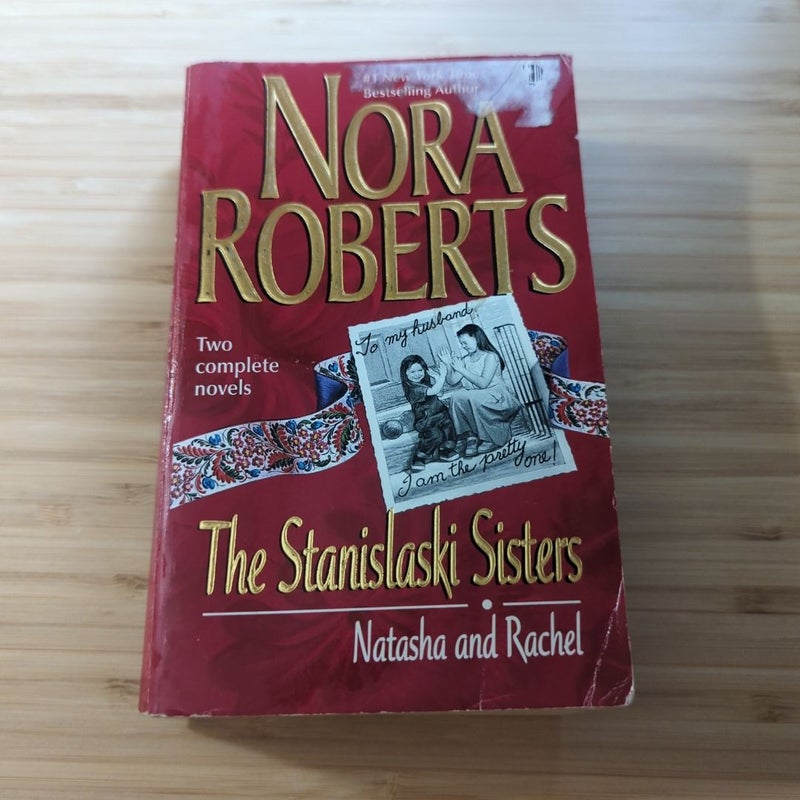 #1 New York Times
Bestselling Author
NORA
ROBERTS
Two
complete
novels
To my husband,
I am the pretty
one!
The Stanislaski Sisters
Natasha and Rachel